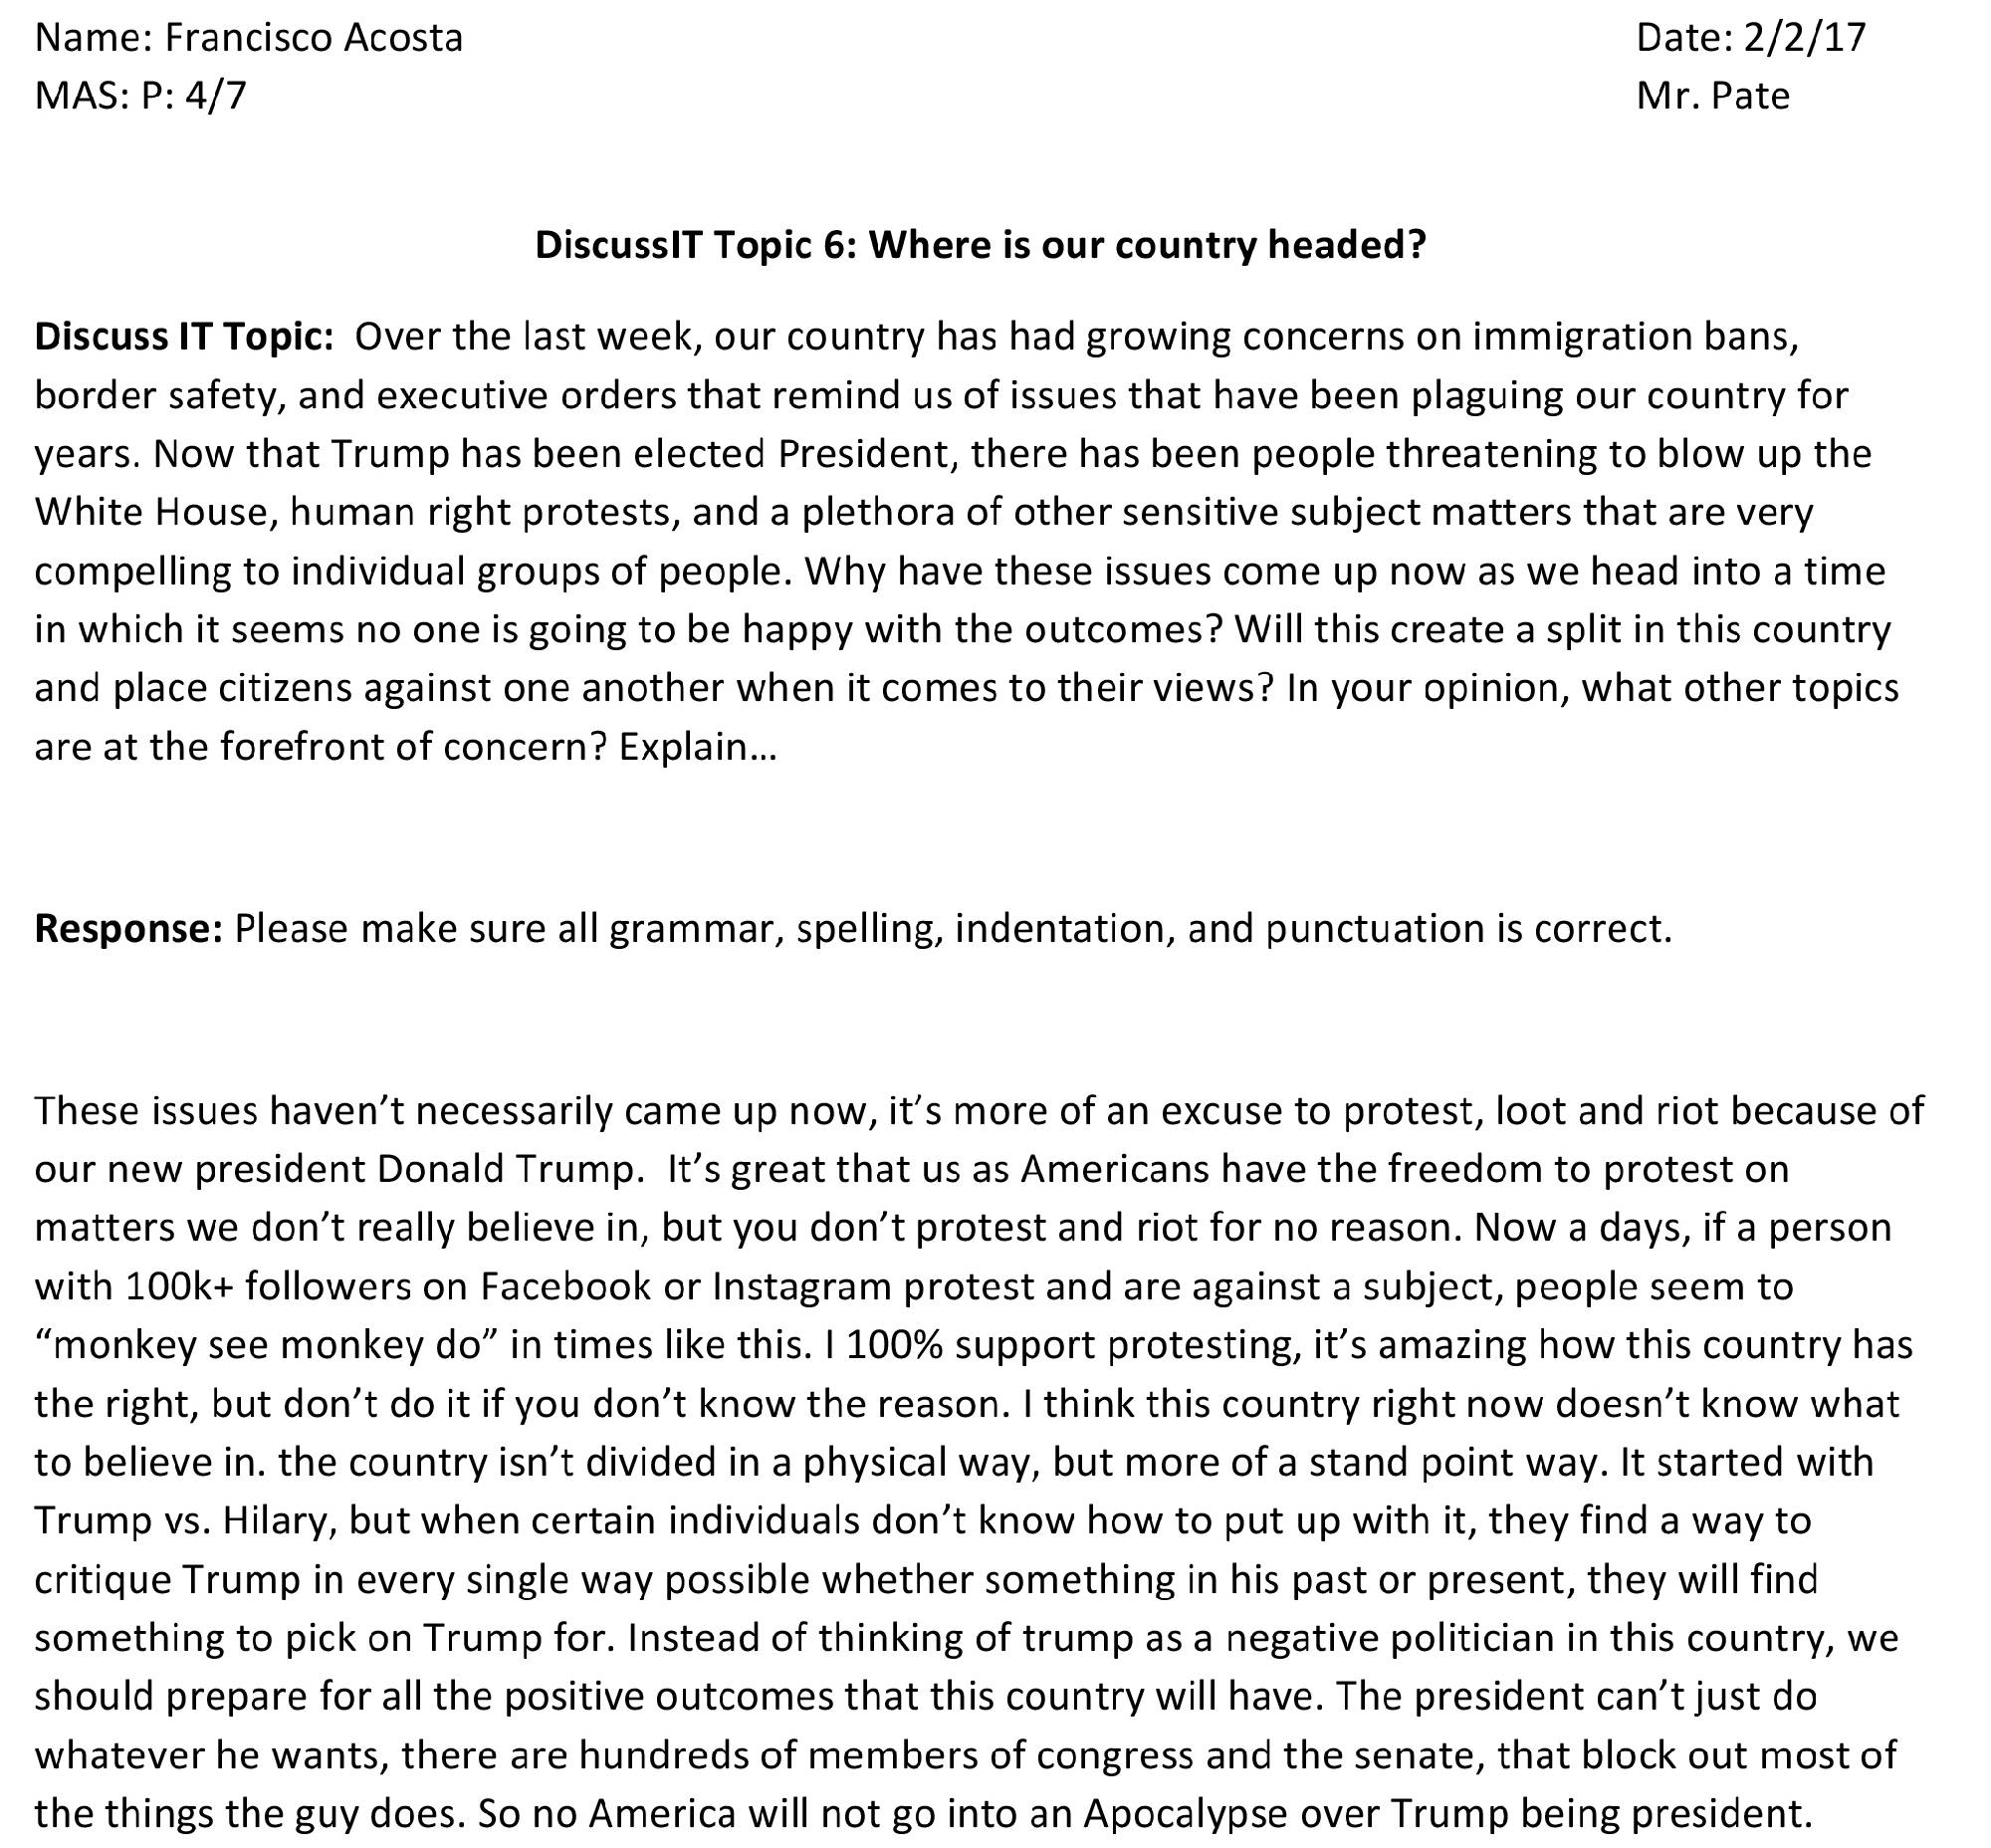 Name: Francisco Acosta
Date: 2/2/17
MAS: P: 4/7
Mr. Pate
DiscussIT Topic 6: Where is our country headed?
Discuss IT Topic:  Over the last week, our country has had growing concerns on immigration bans,
border safety, and executive orders that remind us of issues that have been plaguing our country for
years. Now that Trump has been elected President, there has been people threatening to blow up the
White House, human right protests, and a plethora of other sensitive subject matters that are very
compelling to individual groups of people. Why have these issues come up now as we head into a time
in which it seems no one is going to be happy with the outcomes? Will this create a split in this country
and place citizens against one another when it comes to their views? In your opinion, what other topics
are at the forefront of concern? Explain…
Response: Please make sure all grammar, spelling, indentation, and punctuation is correct.
These issues haven’t necessarily came up now, it’s more of an excuse to protest, loot and riot because of
our new president Donald Trump.  It’s great that us as Americans have the freedom to protest on
matters we don’t really believe in, but you don’t protest and riot for no reason. Now a days, if a person
with 100k+ followers on Facebook or Instagram protest and are against a subject, people seem to
“monkey see monkey do” in times like this. I 100% support protesting, it’s amazing how this country has
the right, but don’t do it if you don’t know the reason. I think this country right now doesn’t know what
to believe in. the country isn’t divided in a physical way, but more of a stand point way. It started with
Trump vs. Hilary, but when certain individuals don’t know how to put up with it, they find a way to
critique Trump in every single way possible whether something in his past or present, they will find
something to pick on Trump for. Instead of thinking of trump as a negative politician in this country, we
should prepare for all the positive outcomes that this country will have. The president can’t just do
whatever he wants, there are hundreds of members of congress and the senate, that block out most of
the things the guy does. So no America will not go into an Apocalypse over Trump being president.